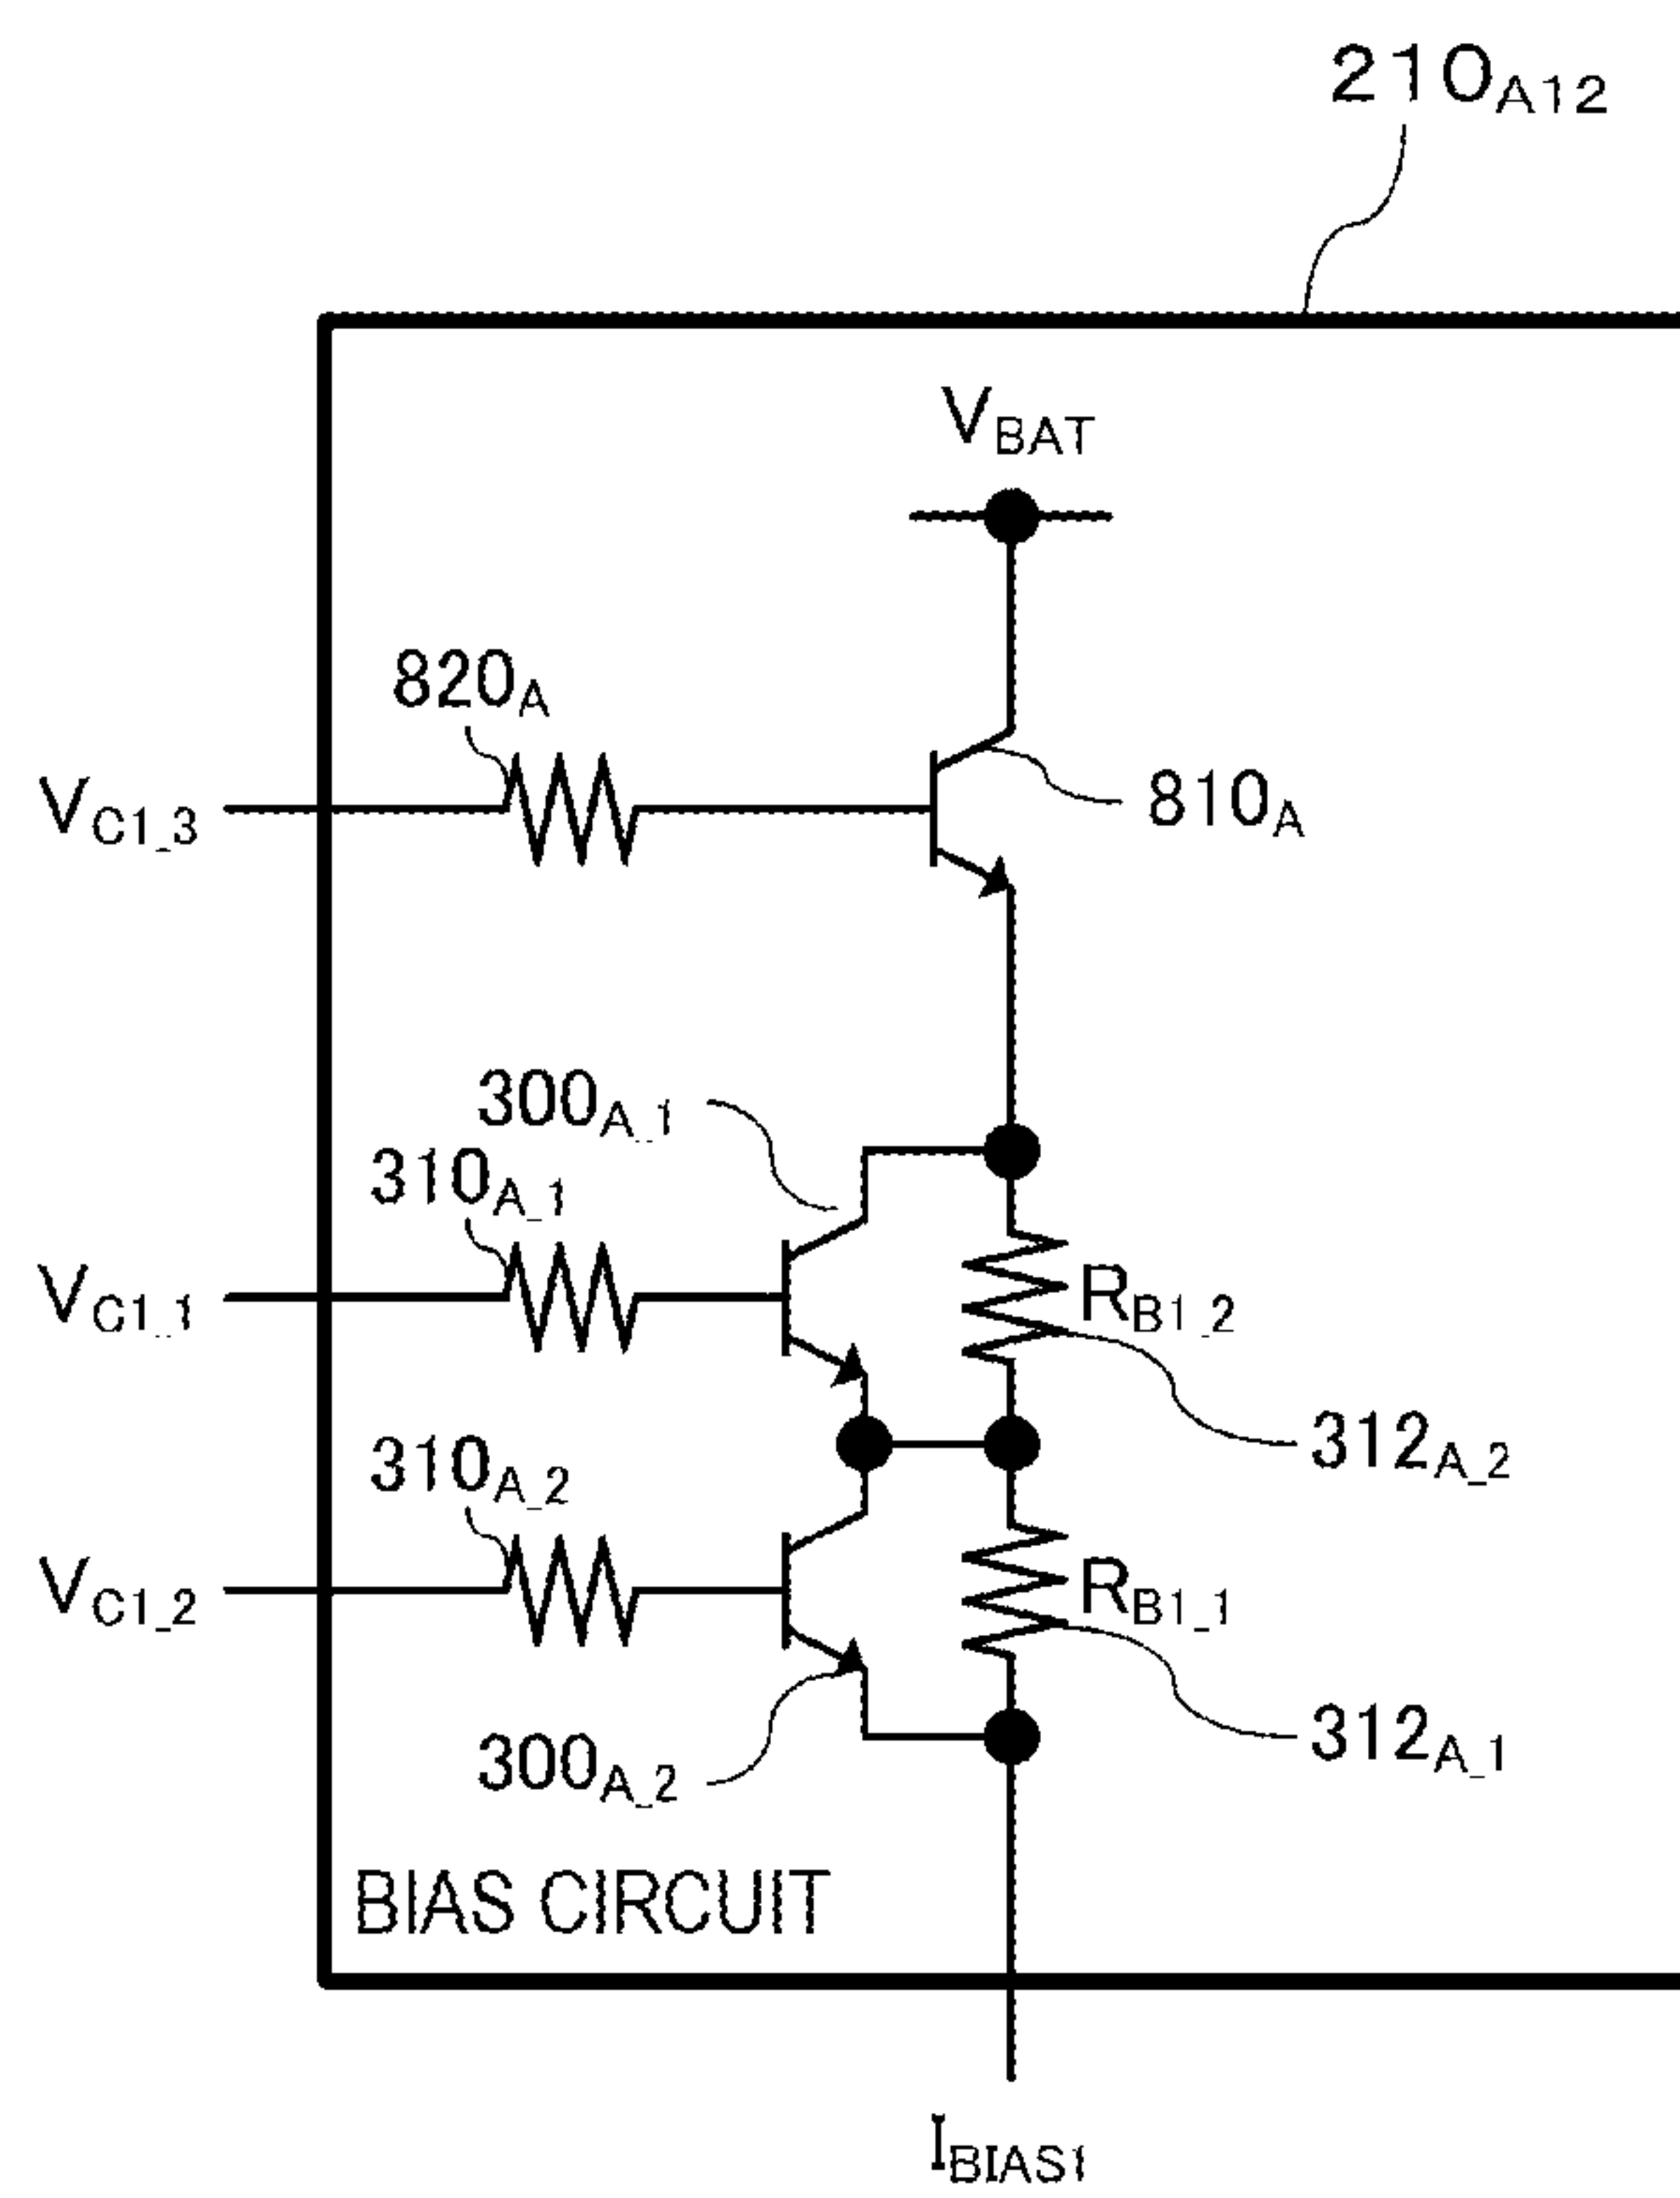 210A12
VBAT
820A
VC1_3
810A
300A_1
310A_1
VC1_1
RB1_2
312A_2
310A_2
VC1_2
RB1_1
312A_1
300A_2
BIAS CIRCUIT
IBIAS1